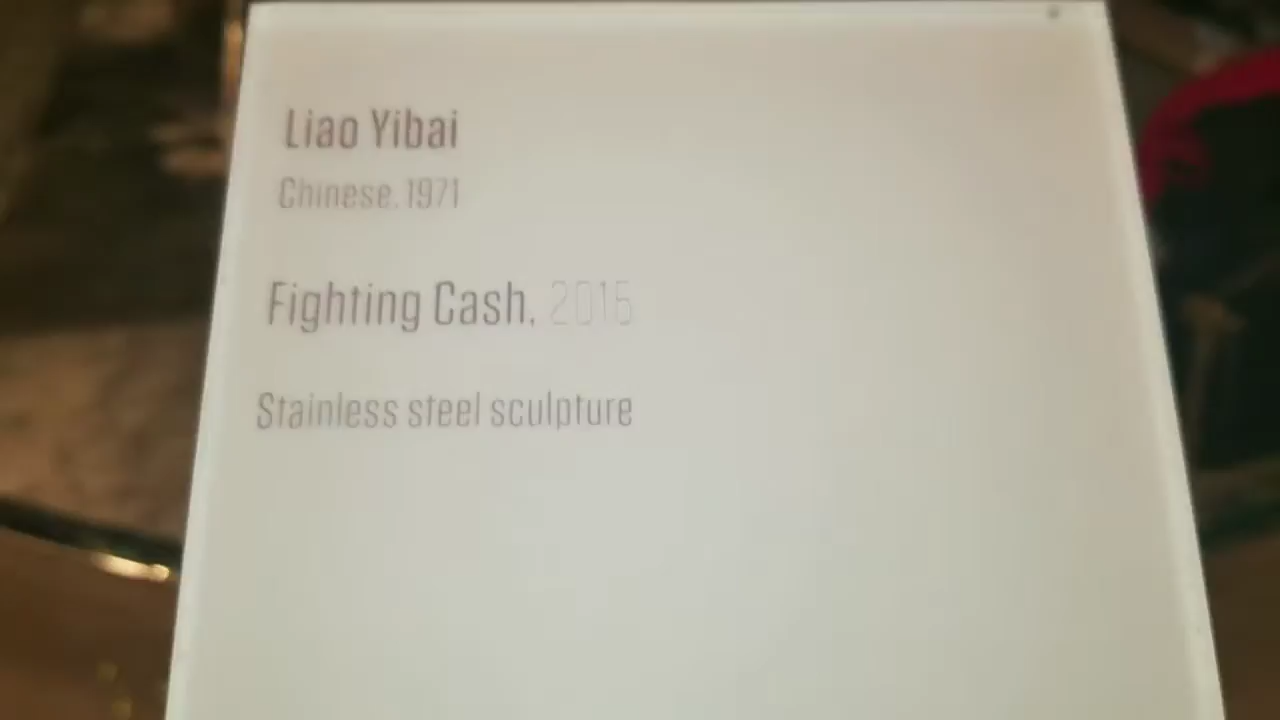 Liao Yibai
Chinese, 1971
Fighting Cash, 2015
Stainless steel sculpture